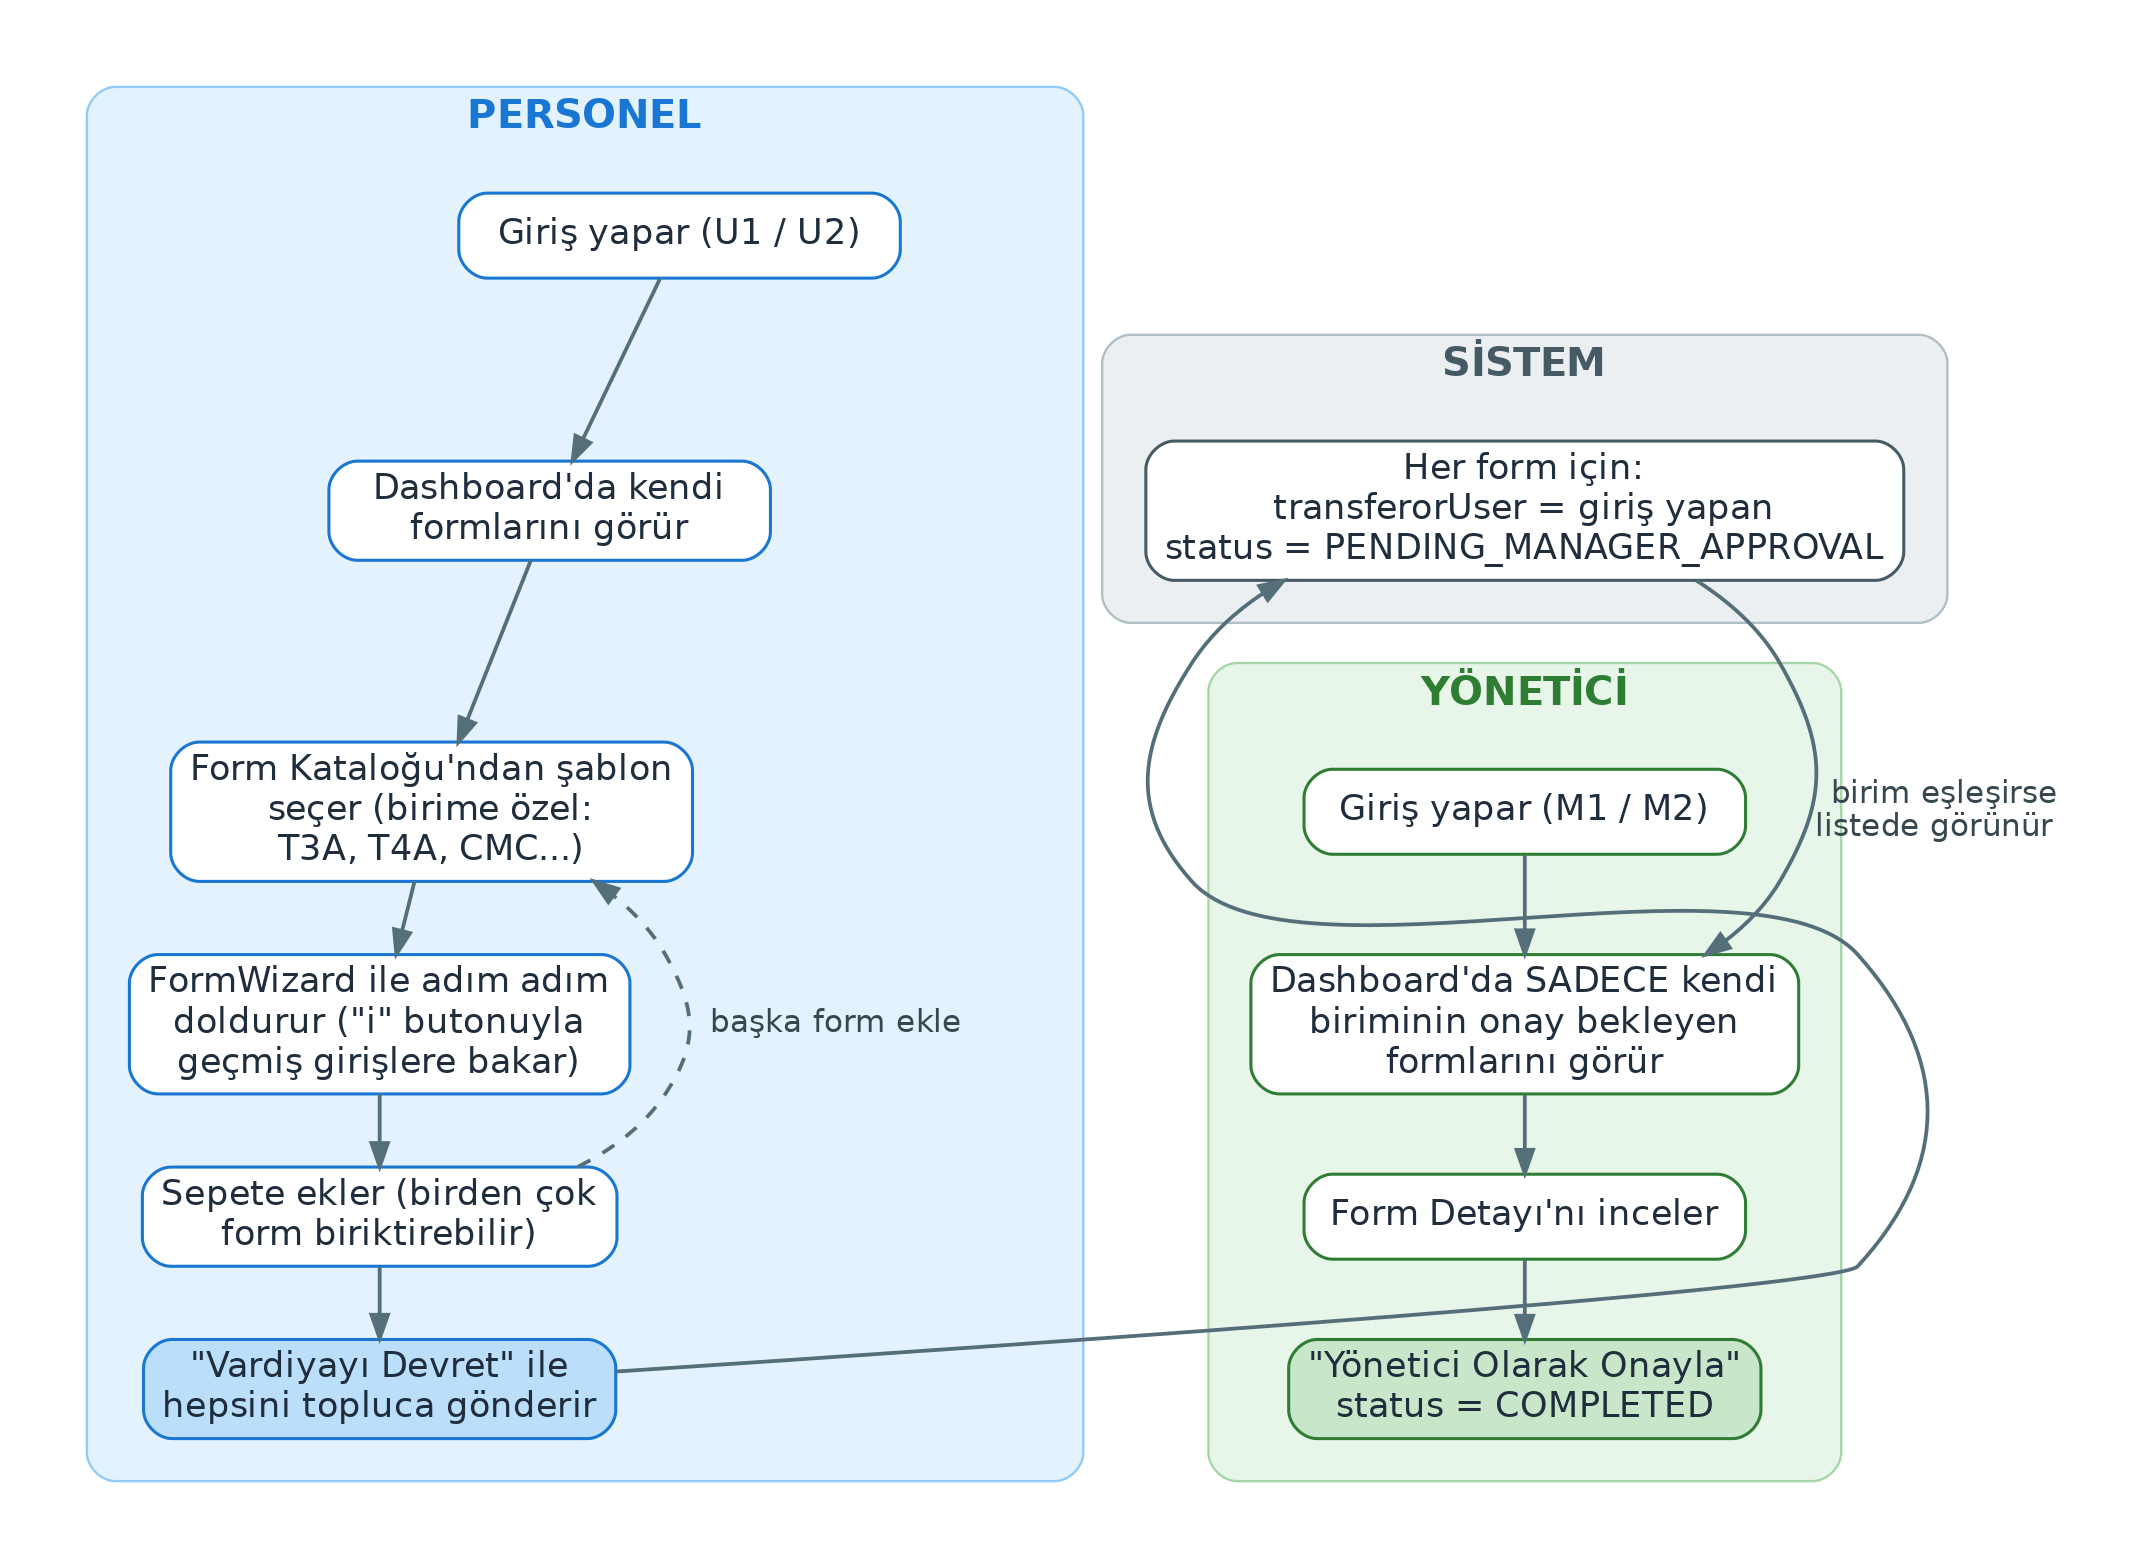 PERSONEL
Giriş yapar (U1 / U2)
Dashboard'da kendi
formlarını görür
Form Kataloğu'ndan şablon
seçer (birime özel:
T3A, T4A, CMC...)
FormWizard ile adım adım
doldurur ("i" butonuyla
geçmiş girişlere bakar)
başka form ekle
Sepete ekler (birden çok
form biriktirebilir)
"Vardiyayı Devret" ile
hepsini topluca gönderir
SİSTEM
Her form için:
transferorUser = giriş yapan
status = PENDING_MANAGER_APPROVAL
YÖNETİCİ
Giriş yapar (M1 / M2)
birim eşleşirse
listede görünür
Dashboard'da SADECE kendi
biriminin onay bekleyen
formlarını görür
Form Detayı'nı inceler
"Yönetici Olarak Onayla"
status = COMPLETED